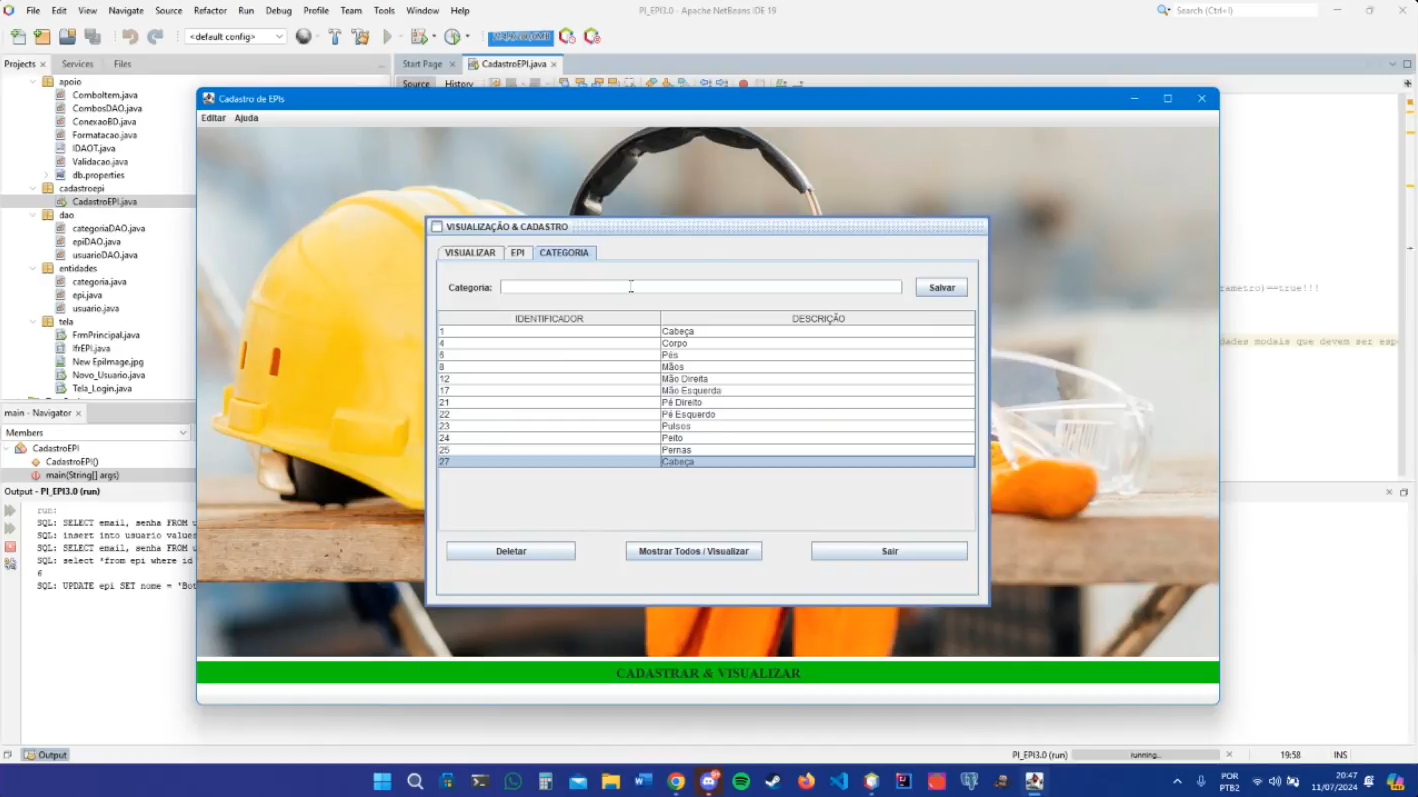 File Edit View Navigate Source Refactor Run Debug Profile Team Tools Window Help
PI_EPI3.0 - Apache NetBeans IDE 19
Search (Ctrl+I)
<default config>
Projects Services Files
Start Page CadastroEPI.java
Source History
apoio
ComboItem.java
CombosDAO.java
ConexaoBD.java
Formatacao.java
IDAOT.java
Validacao.java
db.properties
cadastroepi
CadastroEPI.java
dao
categoriaDAO.java
epiDAO.java
usuarioDAO.java
entidades
categoria.java
epi.java
usuario.java
tela
FrmPrincipal.java
IfrEPI.java
New EpiImage.jpg
Novo_Usuario.java
Tela_Login.java
main - Navigator
Members
CadastroEPI
CadastroEPI()
main(String[] args)
Output - PI_EPI3.0 (run)
run:
SQL: SELECT email, senha FROM u
SQL: insert into usuario values
SQL: SELECT email, senha FROM u
SQL: select *from epi where id
6
SQL: UPDATE epi SET nome = 'Bot
Cadastro de EPIs
Editar Ajuda
VISUALIZAÇÃO & CADASTRO
VISUALIZAR EPI CATEGORIA
Categoria: Salvar
IDENTIFICADOR DESCRIÇÃO
1 Cabeça
4 Corpo
6 Pés
8 Mãos
12 Mão Direita
17 Mão Esquerda
21 Pé Direito
22 Pé Esquerdo
23 Pulsos
24 Peito
25 Pernas
27 Cabeça
Deletar Mostrar Todos / Visualizar Sair
CADASTRAR & VISUALIZAR
rametro)==true!!!
dades modais que devem ser espe
Output
PI_EPI3.0 (run) running... 19:58 INS
POR
PTB2
20:47
11/07/2024